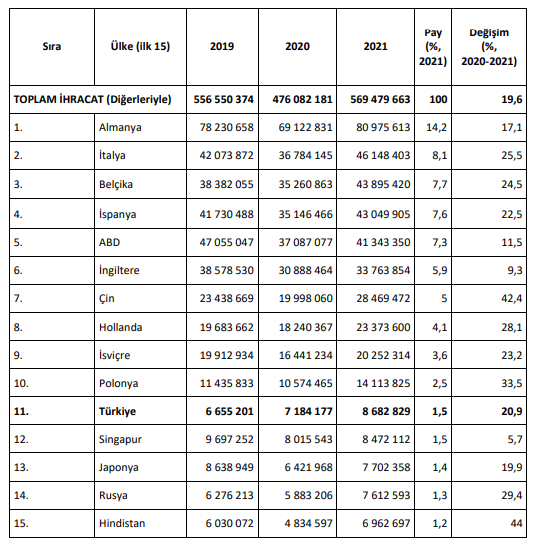 Sıra Ülke (ilk 15) 2019 2020 2021 Pay (%, 2021) Değişim (%, 2020-2021)
TOPLAM İHRACAT (Diğerleriyle) 556 550 374 476 082 181 569 479 663 100 19,6
1. Almanya 78 230 658 69 122 831 80 975 613 14,2 17,1
2. İtalya 42 073 872 36 784 145 46 148 403 8,1 25,5
3. Belçika 38 382 055 35 260 863 43 895 420 7,7 24,5
4. İspanya 41 730 488 35 146 466 43 049 905 7,6 22,5
5. ABD 47 055 047 37 087 077 41 343 350 7,3 11,5
6. İngiltere 38 578 530 30 888 464 33 763 854 5,9 9,3
7. Çin 23 438 669 19 998 060 28 469 472 5 42,4
8. Hollanda 19 683 662 18 240 367 23 373 600 4,1 28,1
9. İsviçre 19 912 934 16 441 234 20 252 314 3,6 23,2
10. Polonya 11 435 833 10 574 465 14 113 825 2,5 33,5
11. Türkiye 6 655 201 7 184 177 8 682 829 1,5 20,9
12. Singapur 9 697 252 8 015 543 8 472 112 1,5 5,7
13. Japonya 8 638 949 6 421 968 7 702 358 1,4 19,9
14. Rusya 6 276 213 5 883 206 7 612 593 1,3 29,4
15. Hindistan 6 030 072 4 834 597 6 962 697 1,2 44